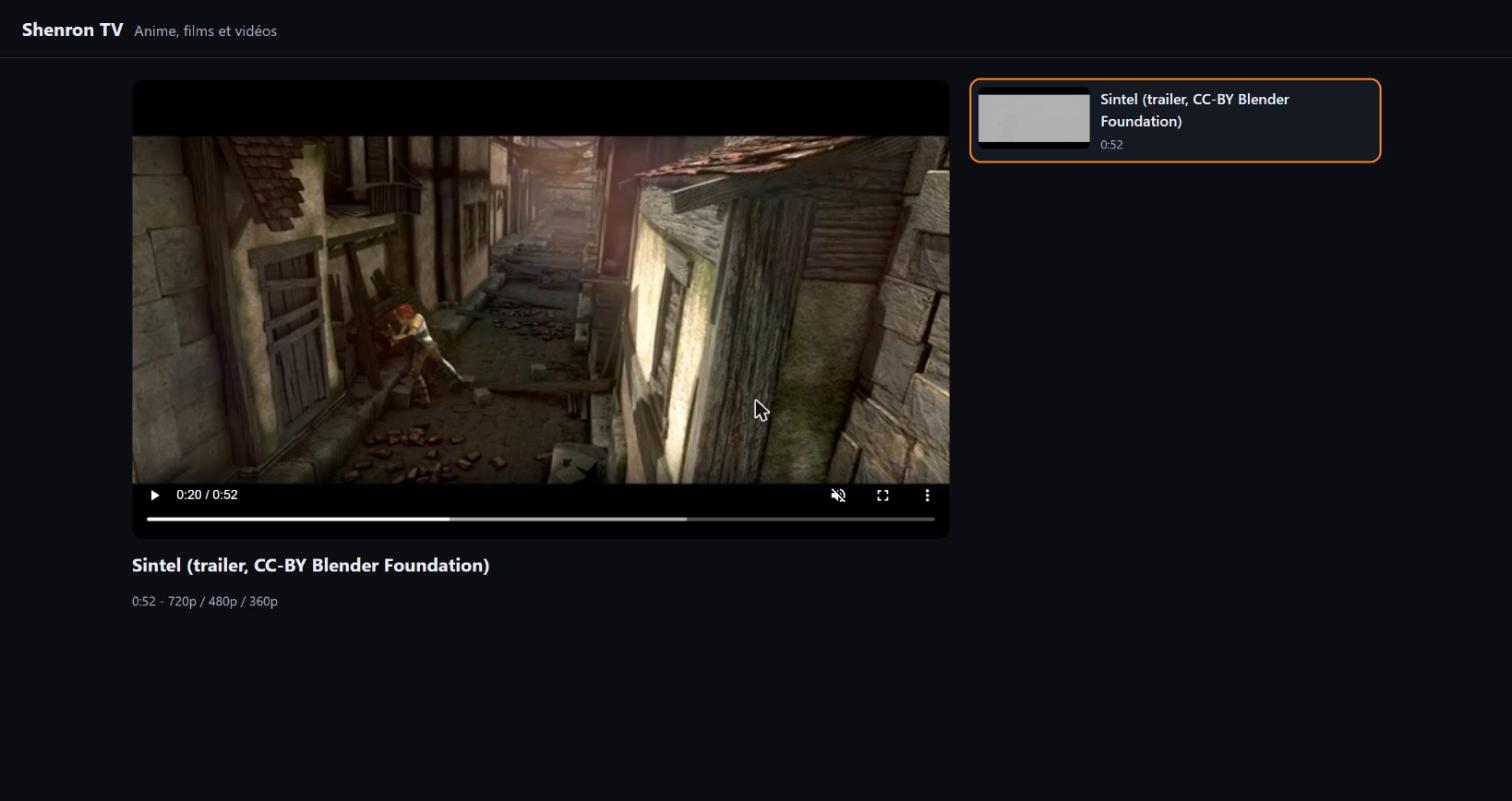 Shenron TV Anime, films et vidéos
0:20 / 0:52
Sintel (trailer, CC-BY Blender Foundation)
0:52 - 720p / 480p / 360p
Sintel (trailer, CC-BY Blender
Foundation)
0:52